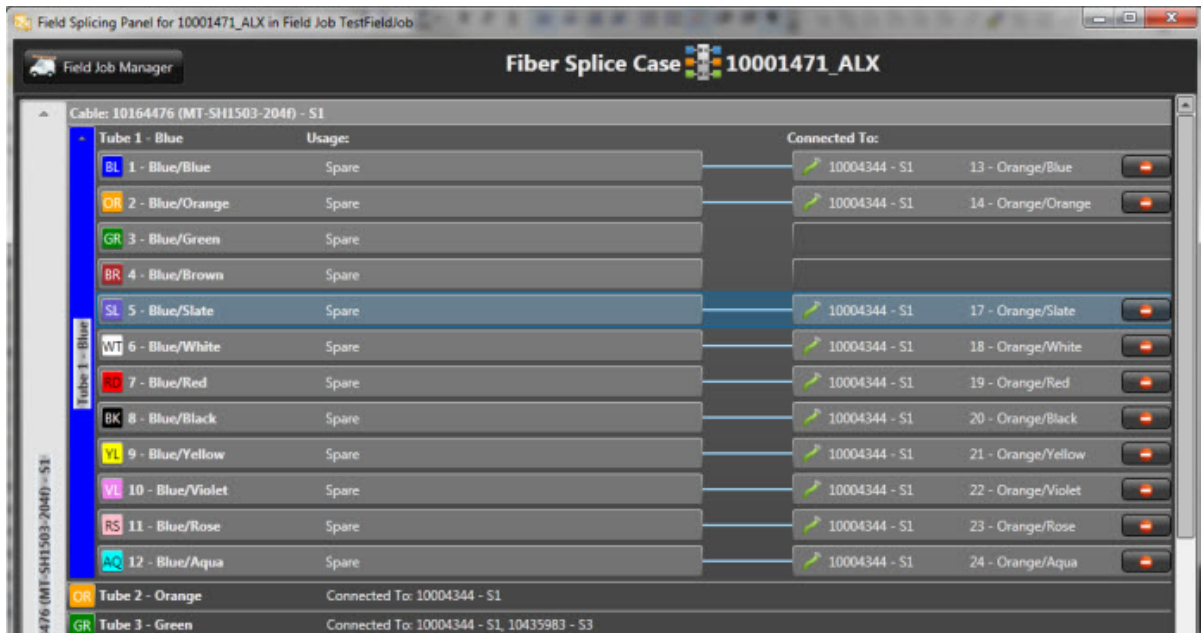 Field Splicing Panel for 10001471_ALX in Field Job TestFieldJob
Field Job Manager
Fiber Splice Case 10001471_ALX
Cable: 10164476 (MT-SH1503-204f) - S1
Tube 1 - Blue Usage: Connected To:
BL 1 - Blue/Blue Spare 10004344 - S1 13 - Orange/Blue
OR 2 - Blue/Orange Spare 10004344 - S1 14 - Orange/Orange
GR 3 - Blue/Green Spare
BR 4 - Blue/Brown Spare
SL 5 - Blue/Slate Spare 10004344 - S1 17 - Orange/Slate
WT 6 - Blue/White Spare 10004344 - S1 18 - Orange/White
RD 7 - Blue/Red Spare 10004344 - S1 19 - Orange/Red
BK 8 - Blue/Black Spare 10004344 - S1 20 - Orange/Black
YL 9 - Blue/Yellow Spare 10004344 - S1 21 - Orange/Yellow
VL 10 - Blue/Violet Spare 10004344 - S1 22 - Orange/Violet
RS 11 - Blue/Rose Spare 10004344 - S1 23 - Orange/Rose
AQ 12 - Blue/Aqua Spare 10004344 - S1 24 - Orange/Aqua
Tube 1 - Blue
476 (MT-SH1503-204f) - S1
OR Tube 2 - Orange Connected To: 10004344 - S1
GR Tube 3 - Green Connected To: 10004344 - S1, 10435983 - S3